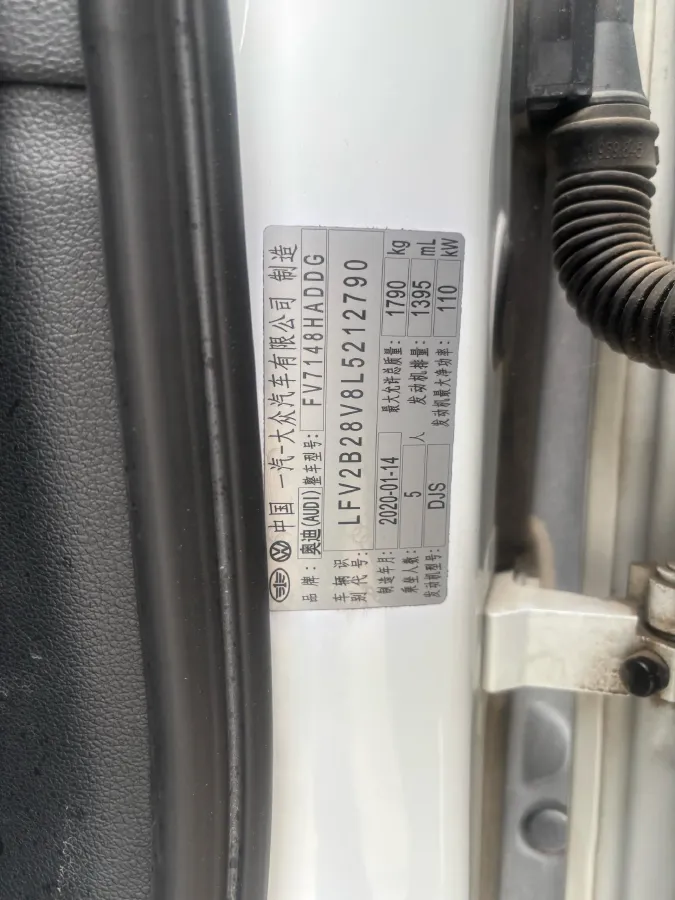 中国 一汽-大众汽车有限公司 制造
品牌: 奥迪(AUDI) 整车型号: FV7148HADDG
车辆识别代号: LFV2B28V8L5212790
制造年月: 2020-01-14 最大允许总质量: 1790 kg
乘坐人数: 5 人 发动机排量: 1395 mL
发动机型号: DJS 发动机最大净功率: 110 kW